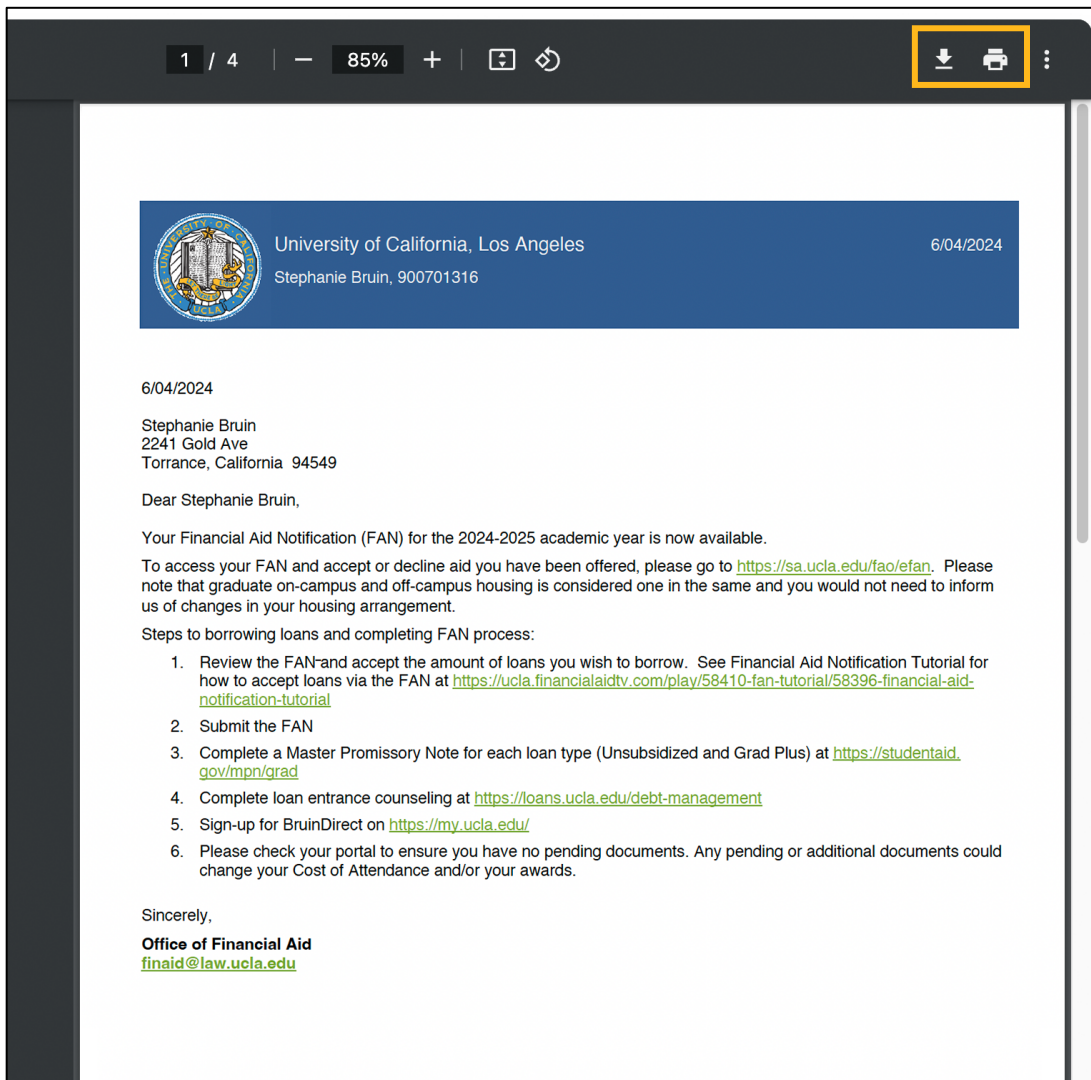 1 / 4
85%
THE · UNIVERSITY · OF · CALIFORNIA ·
UCLA
University of California, Los Angeles
6/04/2024
Stephanie Bruin, 900701316
6/04/2024
Stephanie Bruin
2241 Gold Ave
Torrance, California  94549
Dear Stephanie Bruin,
Your Financial Aid Notification (FAN) for the 2024-2025 academic year is now available.
To access your FAN and accept or decline aid you have been offered, please go to https://sa.ucla.edu/fao/efan.  Please
note that graduate on-campus and off-campus housing is considered one in the same and you would not need to inform
us of changes in your housing arrangement.
Steps to borrowing loans and completing FAN process:
1. Review the FAN-and accept the amount of loans you wish to borrow.  See Financial Aid Notification Tutorial for
how to accept loans via the FAN at https://ucla.financialaidtv.com/play/58410-fan-tutorial/58396-financial-aid-
notification-tutorial
2. Submit the FAN
3. Complete a Master Promissory Note for each loan type (Unsubsidized and Grad Plus) at https://studentaid.
gov/mpn/grad
4. Complete loan entrance counseling at https://loans.ucla.edu/debt-management
5. Sign-up for BruinDirect on https://my.ucla.edu/
6. Please check your portal to ensure you have no pending documents. Any pending or additional documents could
change your Cost of Attendance and/or your awards.
Sincerely,
Office of Financial Aid
finaid@law.ucla.edu